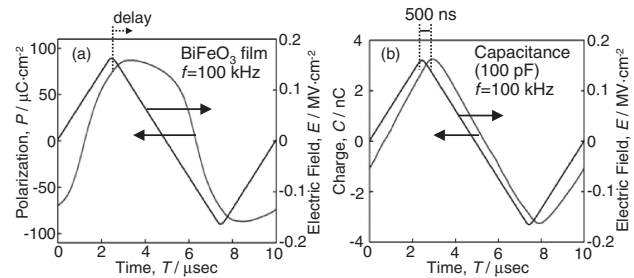 delay
(a)
BiFeO₃ film
f=100 kHz
Polarization, P / μC·cm⁻²
100
50
0
-50
-100
Electric Field, E / MV·cm⁻²
0.2
0.1
0
-0.1
0.2
0 2 4 6 8 10
Time, T / μsec
500 ns
(b)
Capacitance
(100 pF)
f=100 kHz
Charge, C / nC
4
2
0
-2
-4
Electric Field, E / MV·cm⁻²
0.2
0.1
0
-0.1
0.2
0 2 4 6 8 10
Time, T / μsec